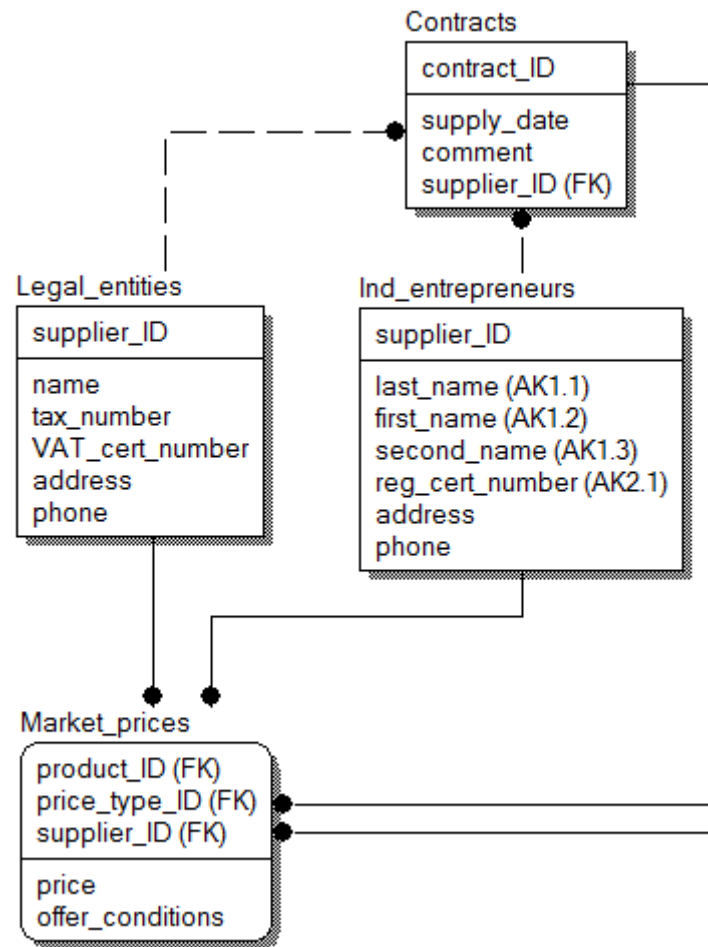 Contracts
contract_ID
supply_date
comment
supplier_ID (FK)
Legal_entities
supplier_ID
name
tax_number
VAT_cert_number
address
phone
Ind_entrepreneurs
supplier_ID
last_name (AK1.1)
first_name (AK1.2)
second_name (AK1.3)
reg_cert_number (AK2.1)
address
phone
Market_prices
product_ID (FK)
price_type_ID (FK)
supplier_ID (FK)
price
offer_conditions